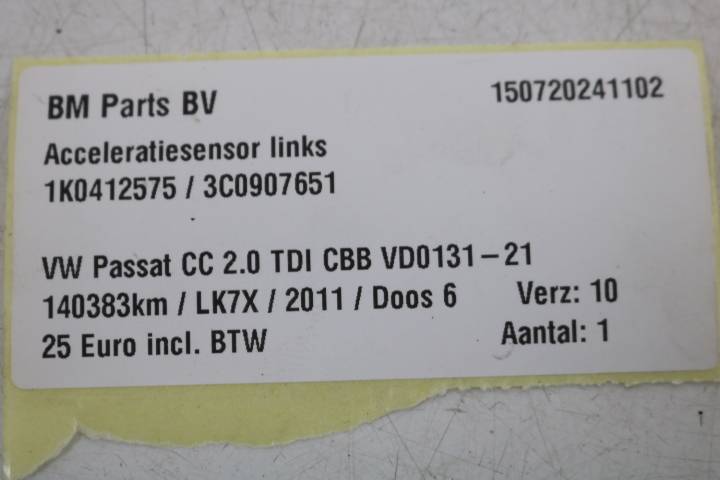 BM Parts BV 150720241102
Acceleratiesensor links
1K0412575 / 3C0907651
VW Passat CC 2.0 TDI CBB VD0131-21
140383km / LK7X / 2011 / Doos 6 Verz: 10
25 Euro incl. BTW Aantal: 1